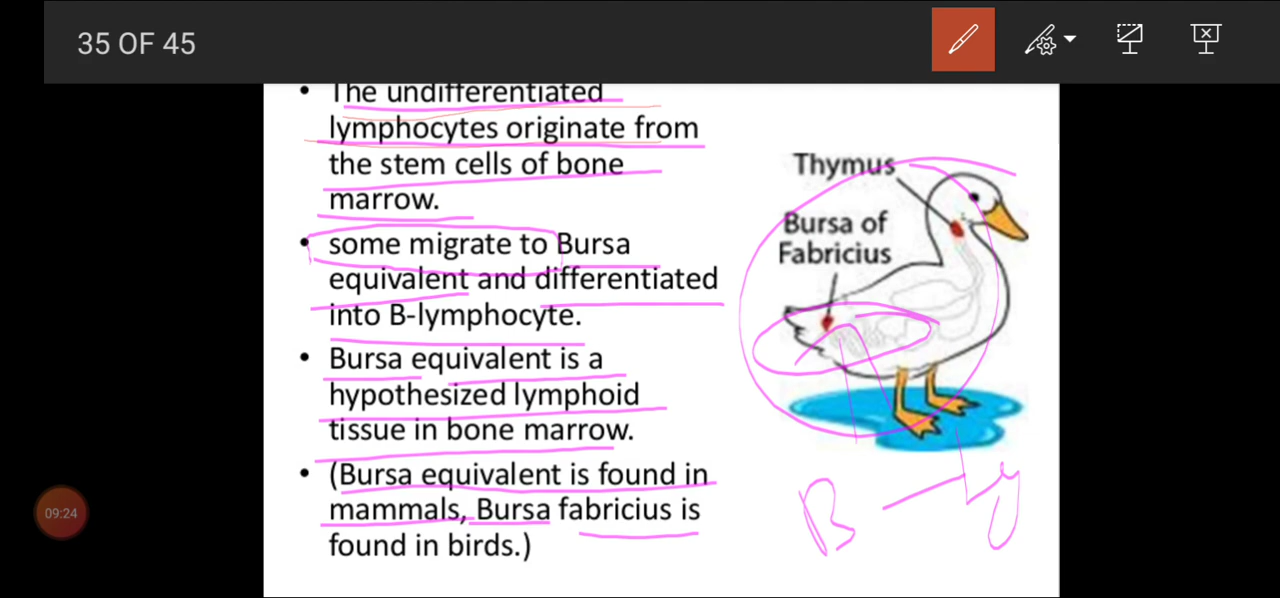 35 OF 45
• The undifferentiated
lymphocytes originate from
the stem cells of bone
marrow.
• some migrate to Bursa
equivalent and differentiated
into B-lymphocyte.
• Bursa equivalent is a
hypothesized lymphoid
tissue in bone marrow.
• (Bursa equivalent is found in
mammals, Bursa fabricius is
found in birds.)
Thymus
Bursa of
Fabricius
B - Ly
09:24